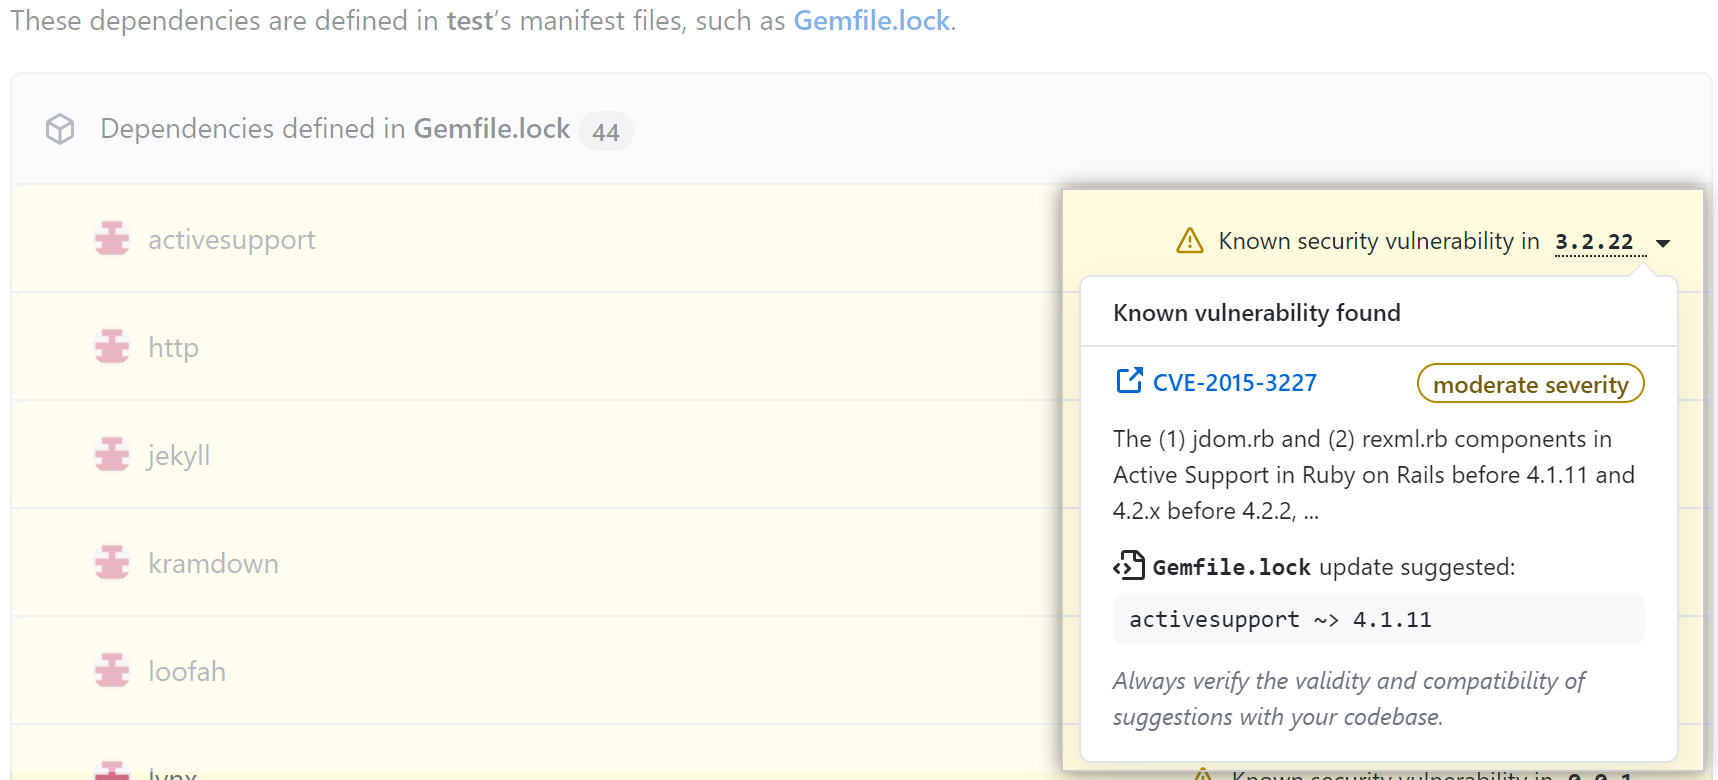 These dependencies are defined in test’s manifest files, such as Gemfile.lock.
Dependencies defined in Gemfile.lock 44
activesupport
Known security vulnerability in 3.2.22
http
jekyll
kramdown
loofah
lynx
Known vulnerability found
CVE-2015-3227 moderate severity
The (1) jdom.rb and (2) rexml.rb components in
Active Support in Ruby on Rails before 4.1.11 and
4.2.x before 4.2.2, ...
Gemfile.lock update suggested:
activesupport ~> 4.1.11
Always verify the validity and compatibility of
suggestions with your codebase.
Known security vulnerability in 0.0.1